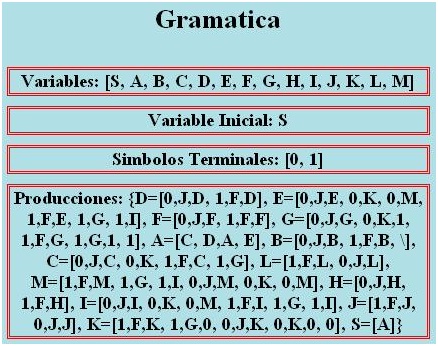 Gramatica
Variables: [S, A, B, C, D, E, F, G, H, I, J, K, L, M]
Variable Inicial: S
Simbolos Terminales: [0, 1]
Producciones: {D=[0,J,D, 1,F,D], E=[0,J,E, 0,K, 0,M,
1,F,E, 1,G, 1,I], F=[0,J,F, 1,F,F], G=[0,J,G, 0,K,1,
1,F,G, 1,G,1, 1], A=[C, D,A, E], B=[0,J,B, 1,F,B, \],
C=[0,J,C, 0,K, 1,F,C, 1,G], L=[1,F,L, 0,J,L],
M=[1,F,M, 1,G, 1,I, 0,J,M, 0,K, 0,M], H=[0,J,H,
1,F,H], I=[0,J,I, 0,K, 0,M, 1,F,I, 1,G, 1,I], J=[1,F,J,
0,J,J], K=[1,F,K, 1,G,0, 0,J,K, 0,K,0, 0], S=[A]}